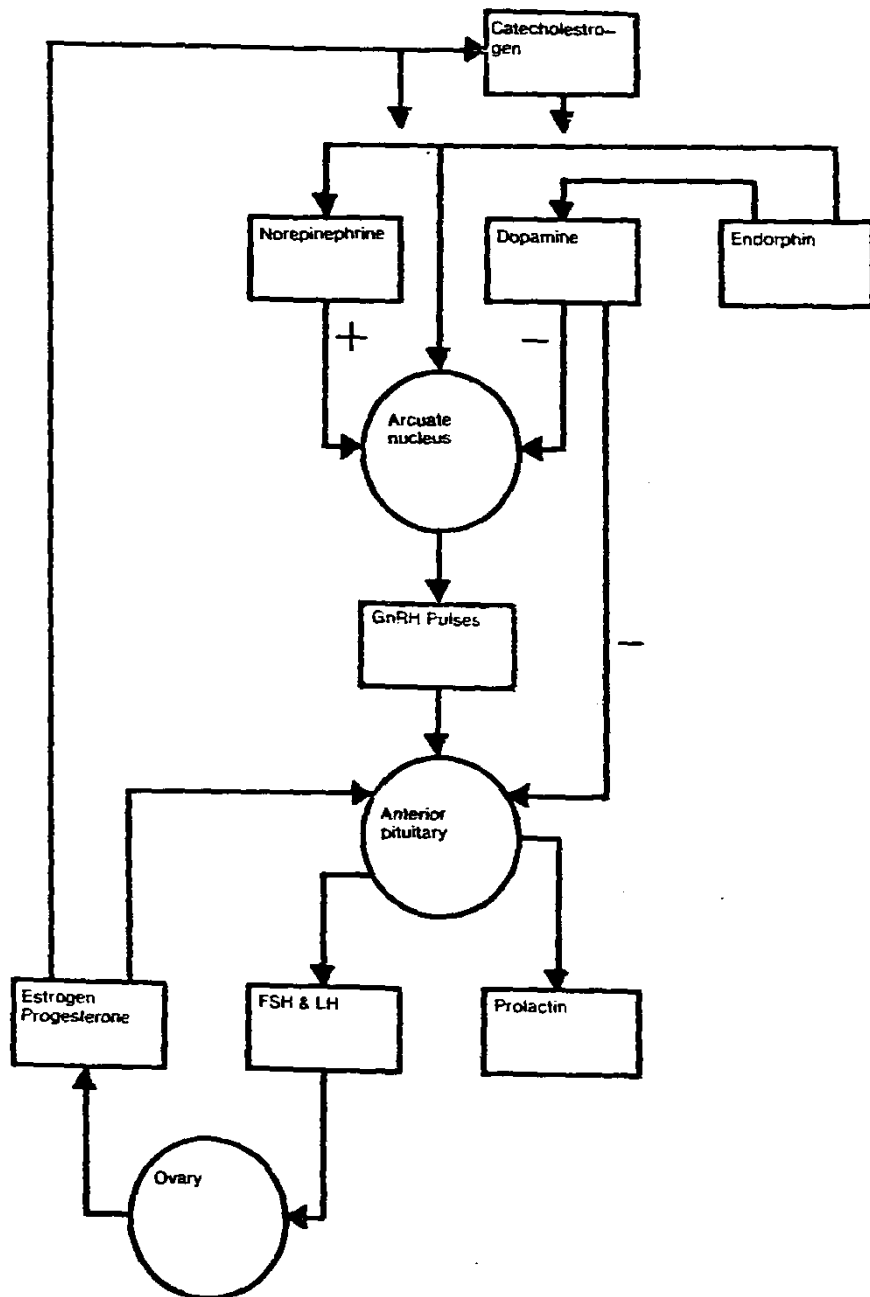 Catecholestro-
gen
Norepinephrine
Dopamine
Endorphin
+
-
Arcuate
nucleus
GnRH Pulses
-
Anterior
pituitary
Estrogen
Progesterone
FSH & LH
Prolactin
Ovary